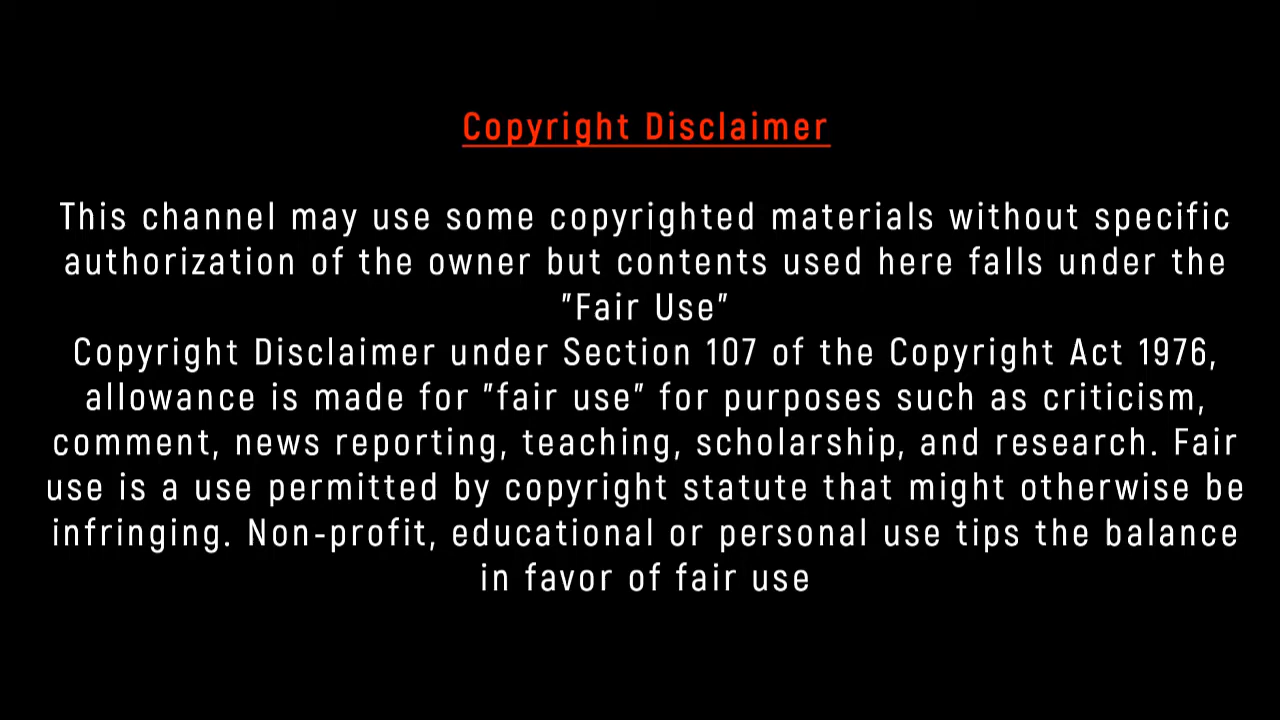 Copyright Disclaimer
This channel may use some copyrighted materials without specific
authorization of the owner but contents used here falls under the
"Fair Use"
Copyright Disclaimer under Section 107 of the Copyright Act 1976,
allowance is made for "fair use" for purposes such as criticism,
comment, news reporting, teaching, scholarship, and research. Fair
use is a use permitted by copyright statute that might otherwise be
infringing. Non-profit, educational or personal use tips the balance
in favor of fair use